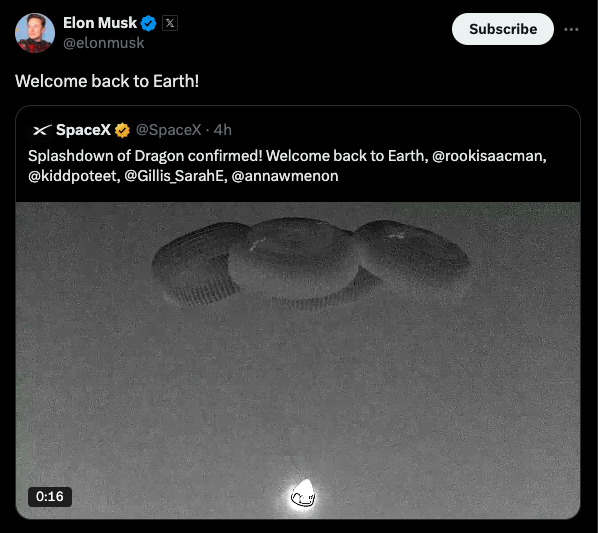 Elon Musk
@elonmusk
Subscribe
Welcome back to Earth!
SpaceX @SpaceX · 4h
Splashdown of Dragon confirmed! Welcome back to Earth, @rookisaacman,
@kiddpoteet, @Gillis_SarahE, @annawmenon
0:16